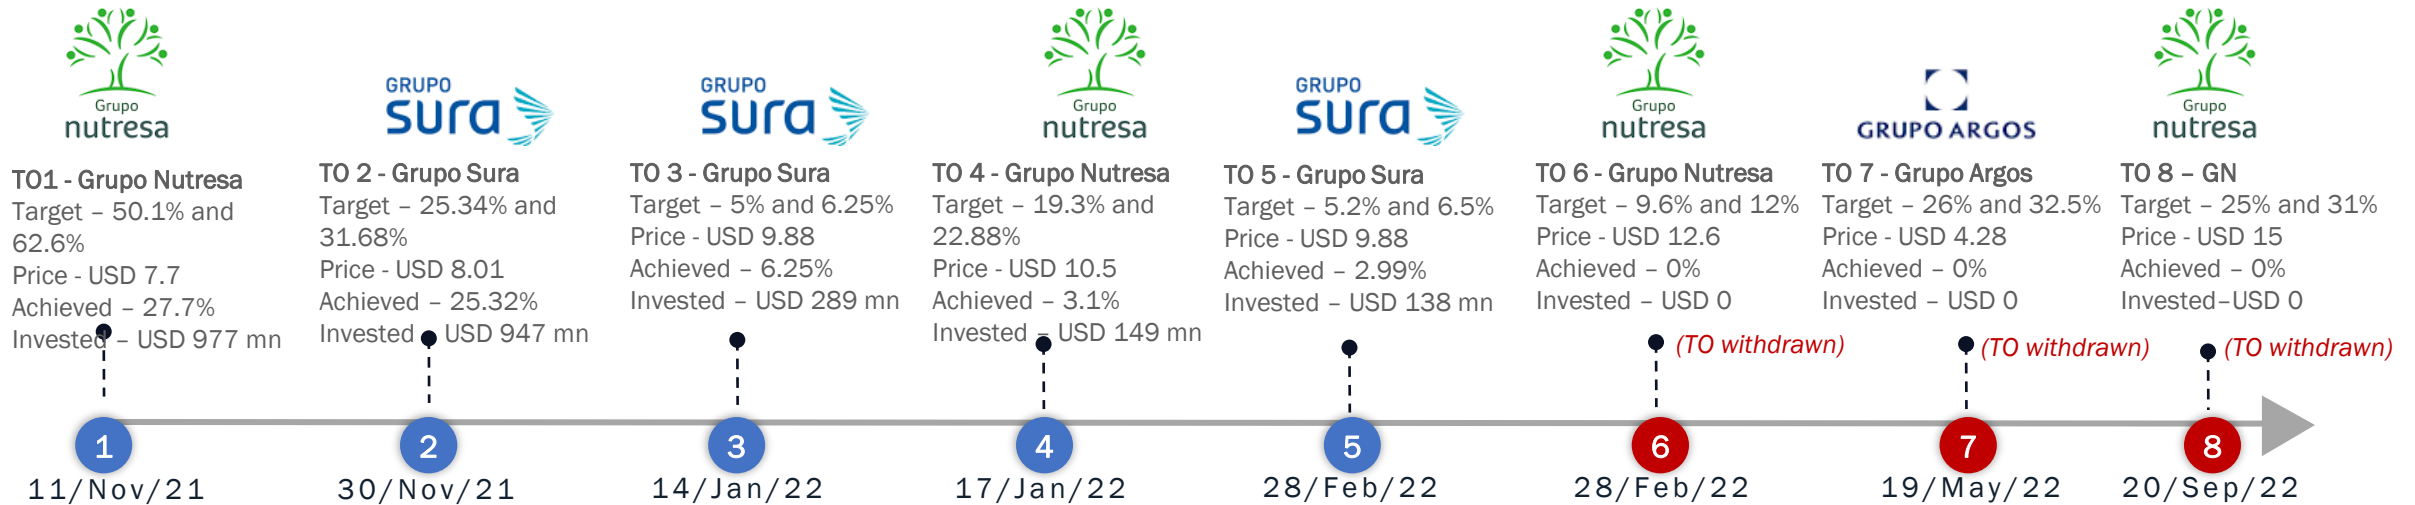 Grupo
nutresa
TO1 - Grupo Nutresa
Target – 50.1% and
62.6%
Price - USD 7.7
Achieved – 27.7%
Invested – USD 977 mn
1
11/Nov/21
GRUPO
sura
TO 2 - Grupo Sura
Target – 25.34% and
31.68%
Price - USD 8.01
Achieved – 25.32%
Invested USD 947 mn
2
30/Nov/21
GRUPO
sura
TO 3 - Grupo Sura
Target – 5% and 6.25%
Price - USD 9.88
Achieved – 6.25%
Invested – USD 289 mn
3
14/Jan/22
Grupo
nutresa
TO 4 - Grupo Nutresa
Target – 19.3% and
22.88%
Price - USD 10.5
Achieved – 3.1%
Invested – USD 149 mn
4
17/Jan/22
GRUPO
sura
TO 5 - Grupo Sura
Target – 5.2% and 6.5%
Price - USD 9.88
Achieved – 2.99%
Invested – USD 138 mn
5
28/Feb/22
Grupo
nutresa
TO 6 - Grupo Nutresa
Target – 9.6% and 12%
Price - USD 12.6
Achieved – 0%
Invested – USD 0
(TO withdrawn)
6
28/Feb/22
GRUPO ARGOS
TO 7 - Grupo Argos
Target – 26% and 32.5%
Price - USD 4.28
Achieved – 0%
Invested – USD 0
(TO withdrawn)
7
19/May/22
Grupo
nutresa
TO 8 – GN
Target – 25% and 31%
Price - USD 15
Achieved – 0%
Invested–USD 0
(TO withdrawn)
8
20/Sep/22